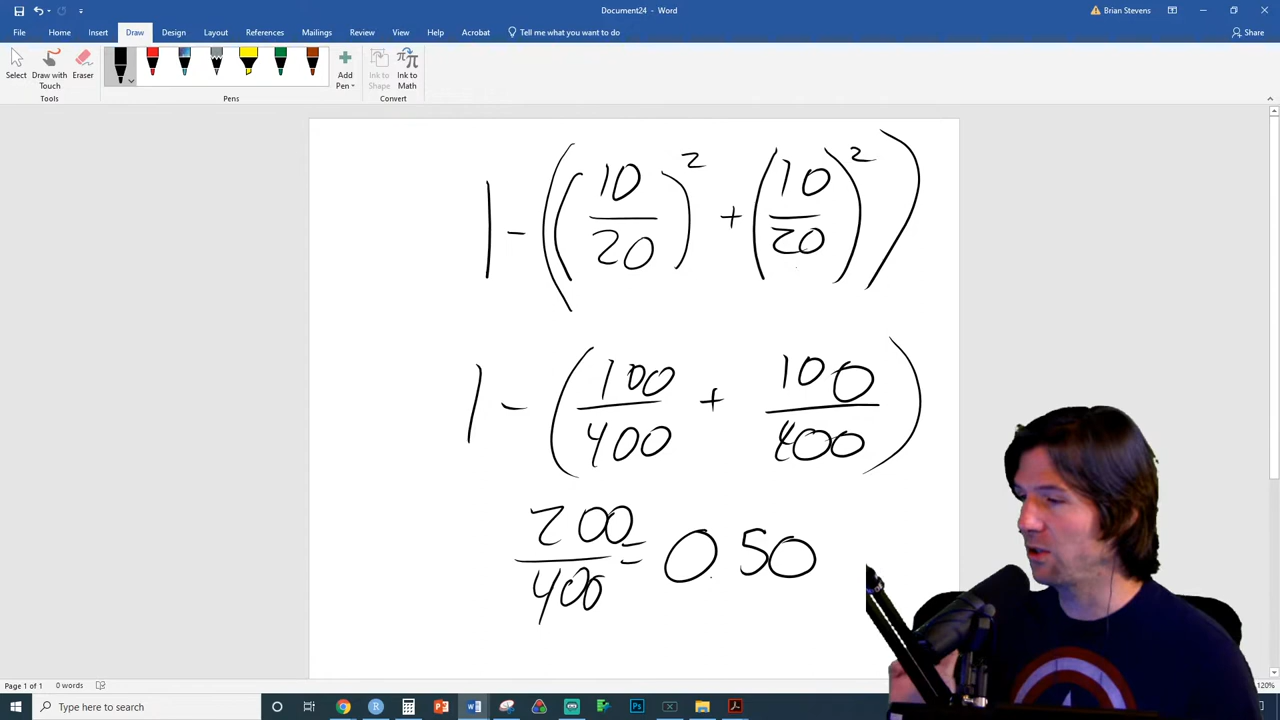 Document24 - Word
Brian Stevens
File Home Insert Draw Design Layout References Mailings Review View Help Acrobat Tell me what you want to do Share
Select Draw with Touch Eraser Add Pen Ink to Shape Ink to Math
Tools Pens Convert
1 - ((10/20)² + (10/20)²)
1 - (100/400 + 100/400)
200/400 = 0.50
Page 1 of 1 0 words 120%
Type here to search